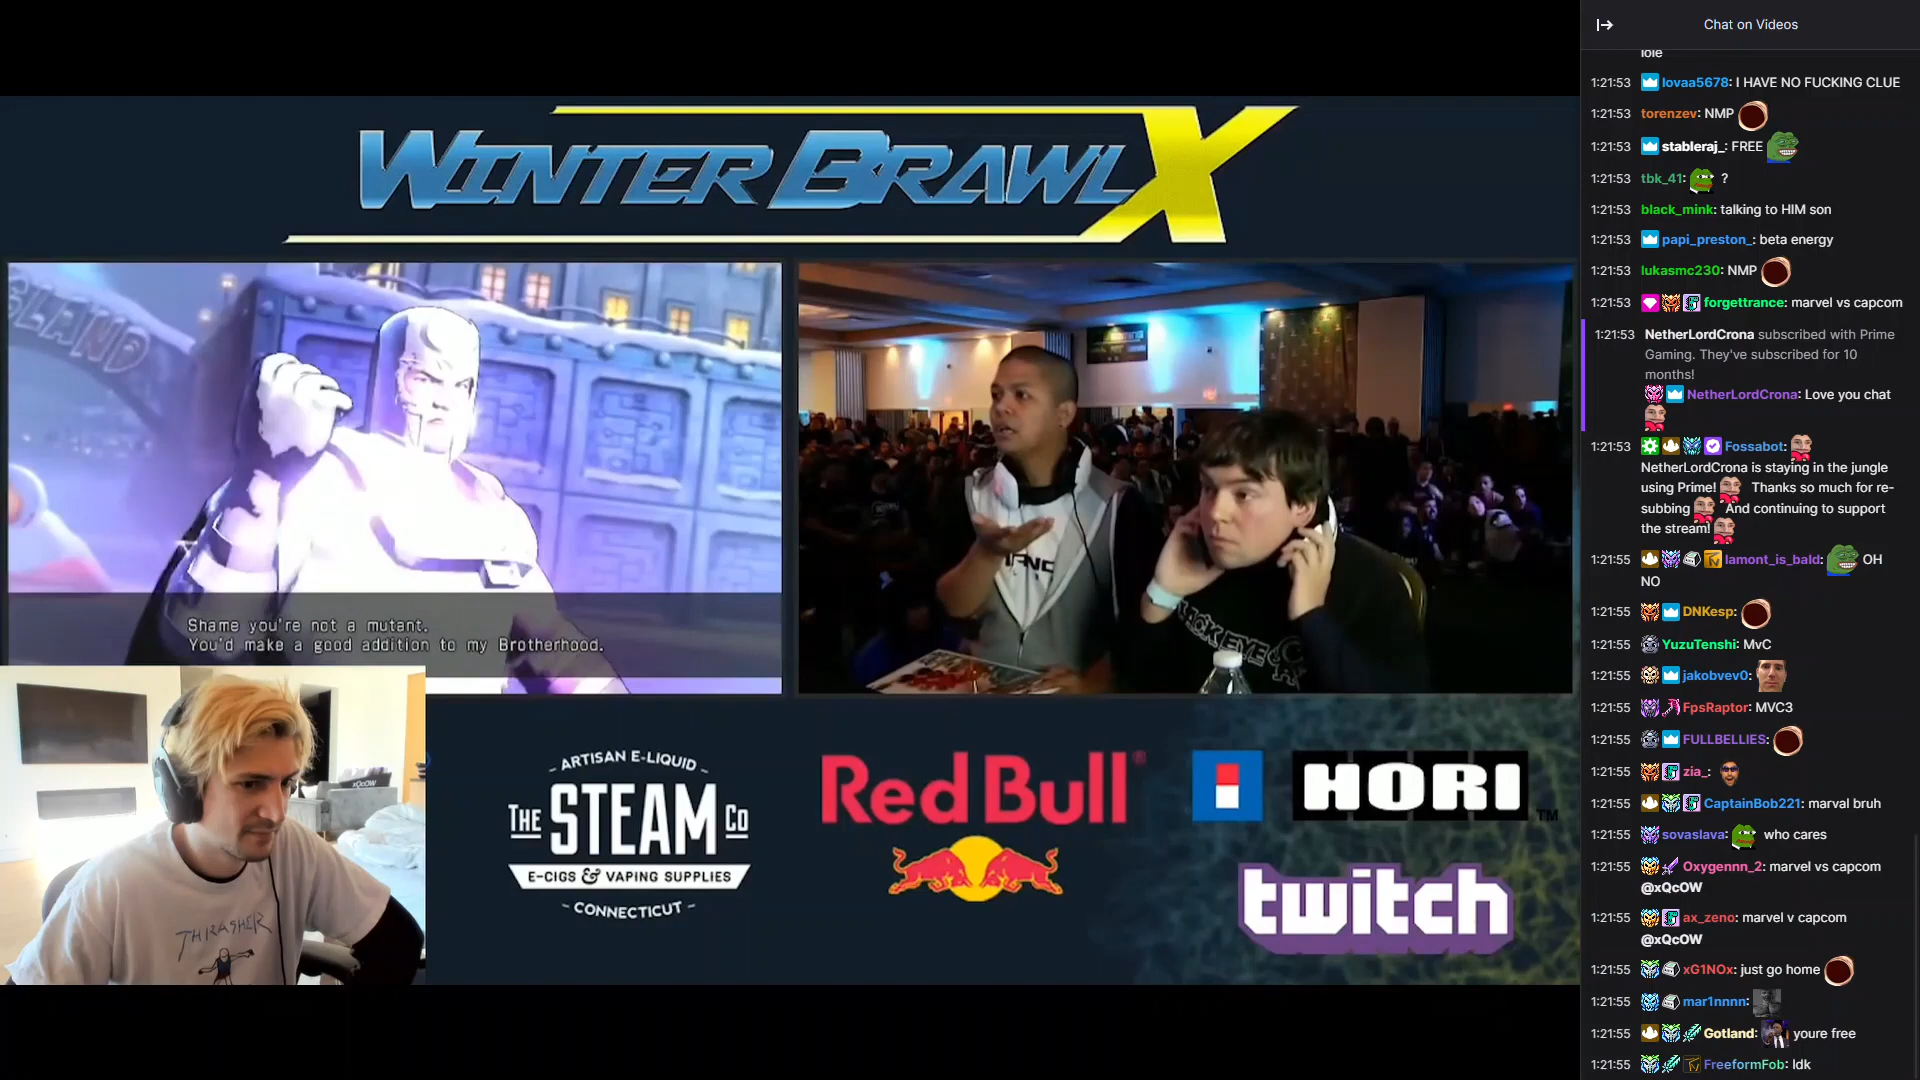 Chat on Videos
lole
1:21:53 lovaa5678: I HAVE NO FUCKING CLUE
1:21:53 torenzev: NMP
1:21:53 stableraj_: FREE
1:21:53 tbk_41: ?
1:21:53 black_mink: talking to HIM son
1:21:53 papi_preston_: beta energy
1:21:53 lukasmc230: NMP
1:21:53 forgettrance: marvel vs capcom
1:21:53 NetherLordCrona subscribed with Prime
Gaming. They've subscribed for 10
months!
NetherLordCrona: Love you chat
1:21:53 Fossabot:
NetherLordCrona is staying in the jungle
using Prime! Thanks so much for re-
subbing And continuing to support
the stream!
1:21:55 lamont_is_bald: OH
NO
1:21:55 DNKesp:
1:21:55 YuzuTenshi: MvC
1:21:55 jakobvev0:
1:21:55 FpsRaptor: MVC3
1:21:55 FULLBELLIES:
1:21:55 zia_:
1:21:55 CaptainBob221: marval bruh
1:21:55 sovaslava: who cares
1:21:55 Oxygennn_2: marvel vs capcom
@xQcOW
1:21:55 ax_zeno: marvel v capcom
@xQcOW
1:21:55 xG1NOx: just go home
1:21:55 mar1nnnn:
1:21:55 Gotland: youre free
1:21:55 FreeformFob: Idk
WINTER BRAWL X
ISLAND
Shame you're not a mutant.
You'd make a good addition to my Brotherhood.
BLACK EYE
xQcOW
THRASHER
- ARTISAN E-LIQUID -
THE STEAM CO
E-CIGS & VAPING SUPPLIES
- CONNECTICUT -
Red Bull®
HORI™
twitch